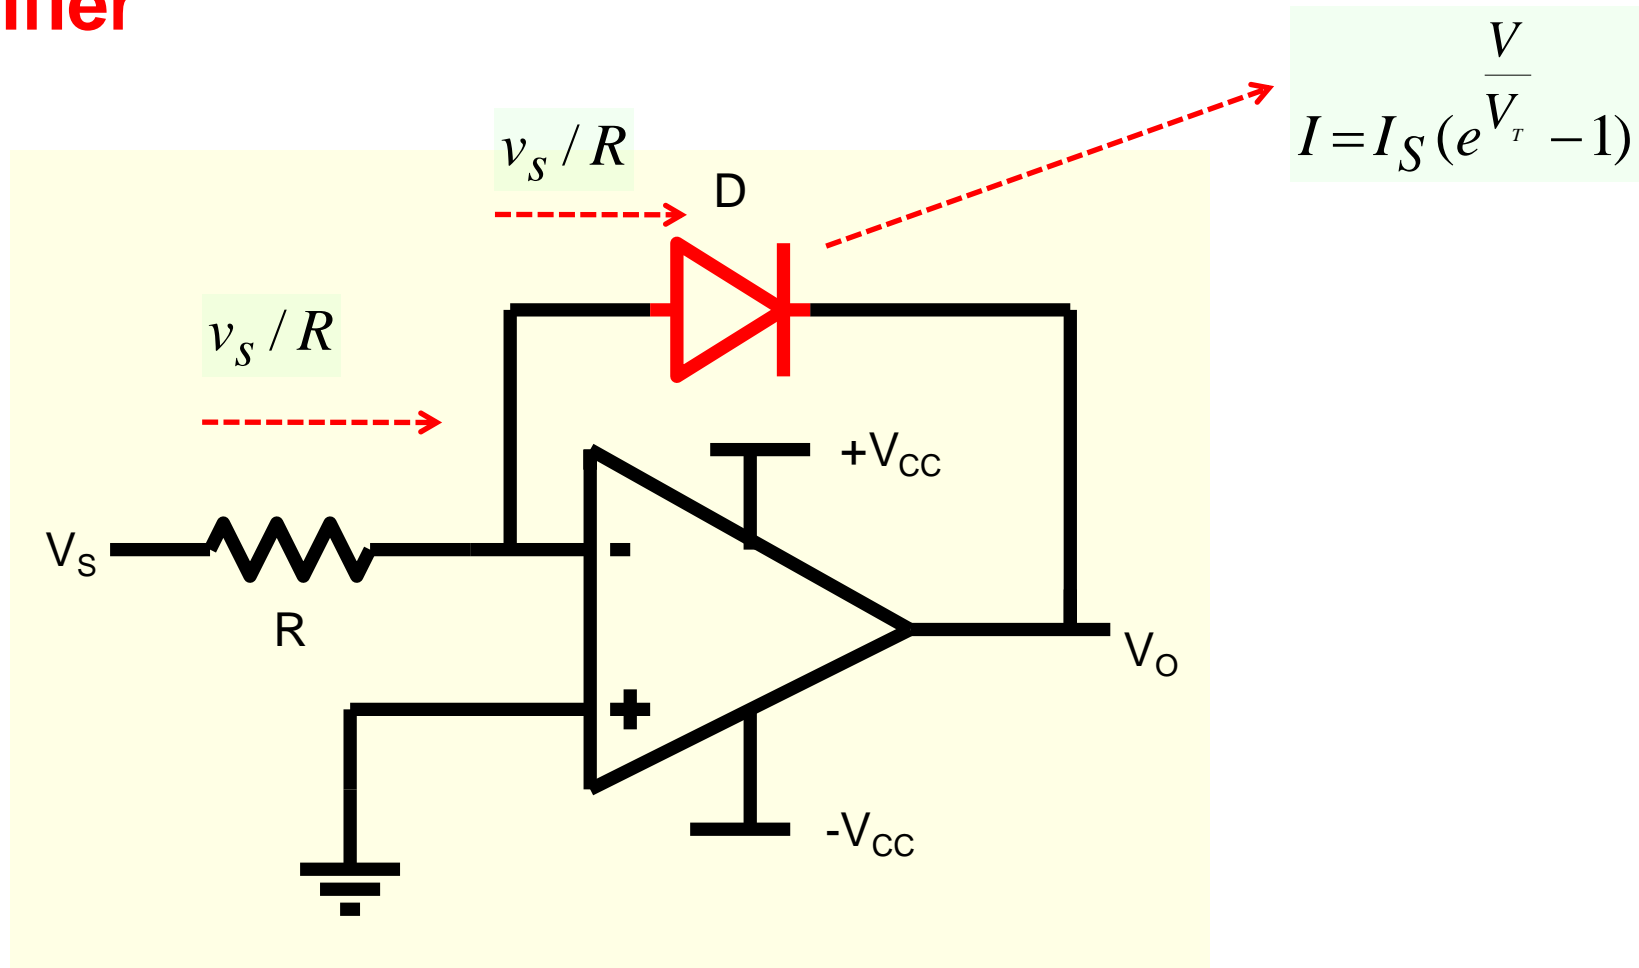 ifier
I = I_S (e^{V/V_T} − 1)
v_s / R
D
v_s / R
+V_CC
V_S
-
R
+
V_O
-V_CC